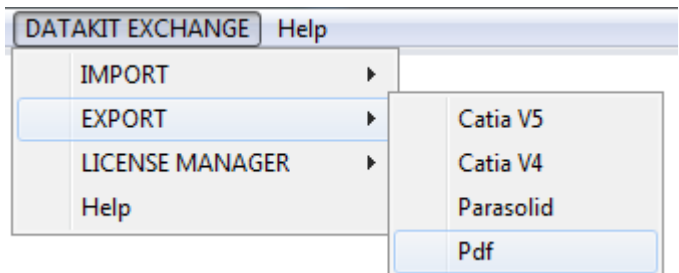 DATAKIT EXCHANGE Help
IMPORT
EXPORT
LICENSE MANAGER
Help
Catia V5
Catia V4
Parasolid
Pdf